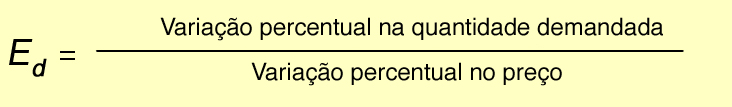 Variação percentual na quantidade demandada
E_d =
Variação percentual no preço